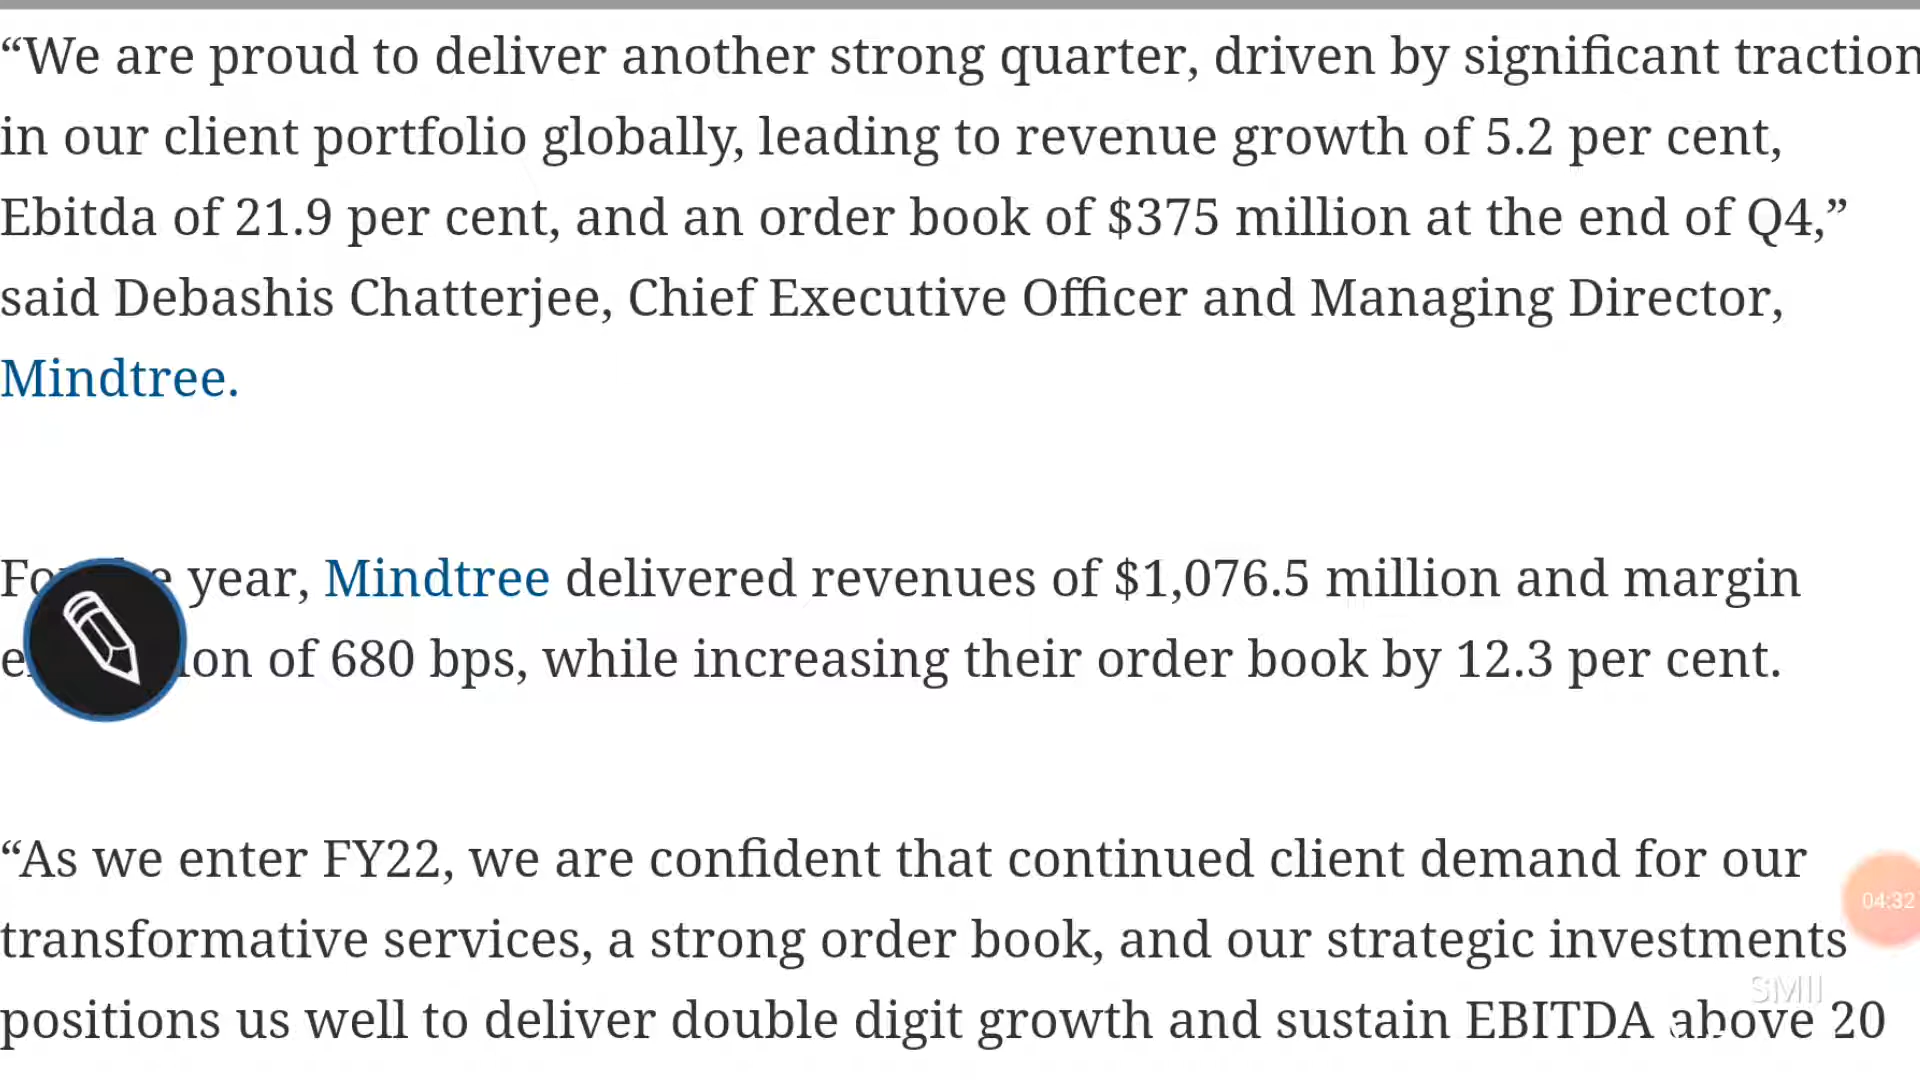 “We are proud to deliver another strong quarter, driven by significant traction
in our client portfolio globally, leading to revenue growth of 5.2 per cent,
Ebitda of 21.9 per cent, and an order book of $375 million at the end of Q4,”
said Debashis Chatterjee, Chief Executive Officer and Managing Director,
Mindtree.
year, Mindtree delivered revenues of $1,076.5 million and margin
of 680 bps, while increasing their order book by 12.3 per cent.
“As we enter FY22, we are confident that continued client demand for our
04:32
transformative services, a strong order book, and our strategic investments
positions us well to deliver double digit growth and sustain EBITDA above 20